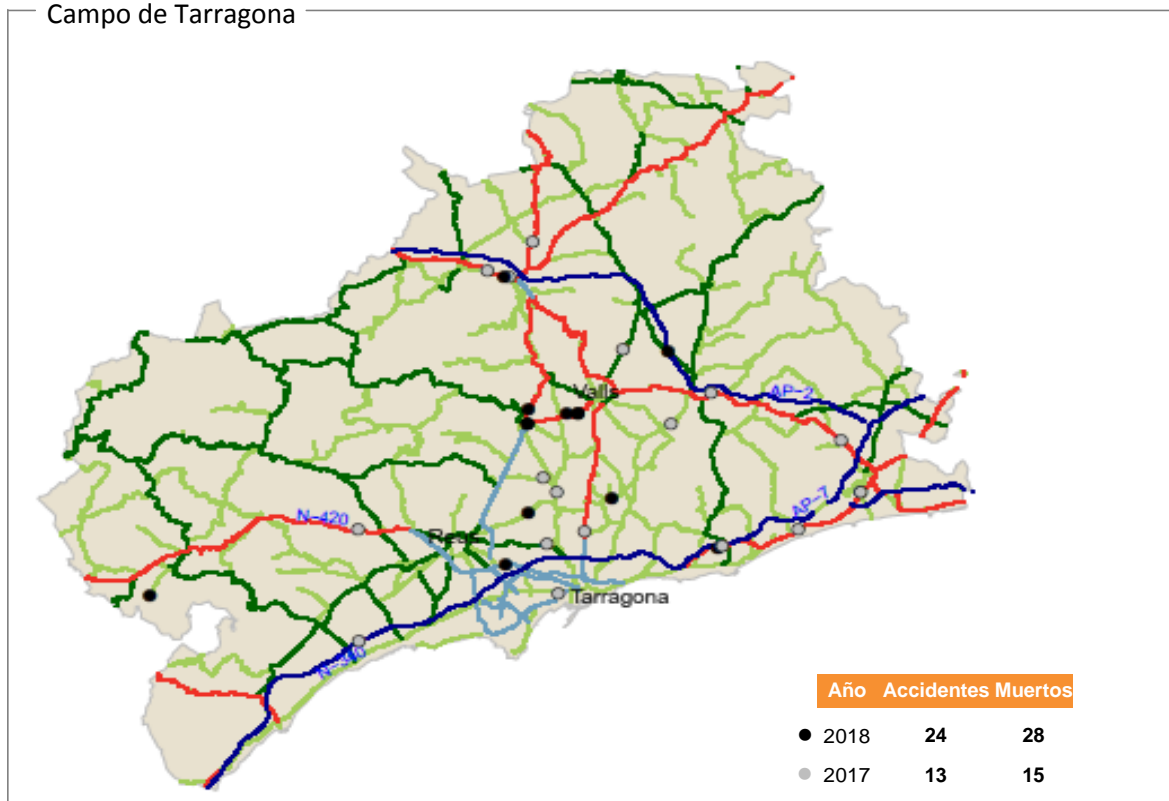 Campo de Tarragona
Valls
AP-2
AP-7
N-420
Reus
Tarragona
N-340
Año Accidentes Muertos
2018 24 28
2017 13 15